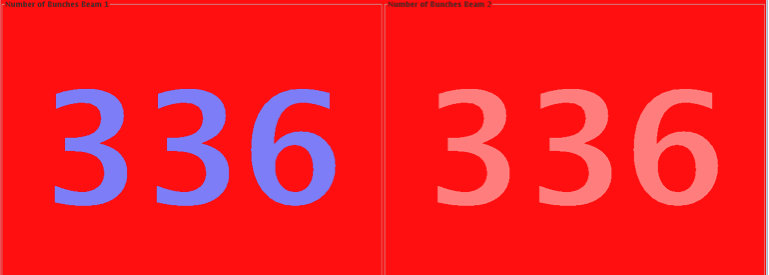 Number of Bunches Beam 1
336
Number of Bunches Beam 2
336